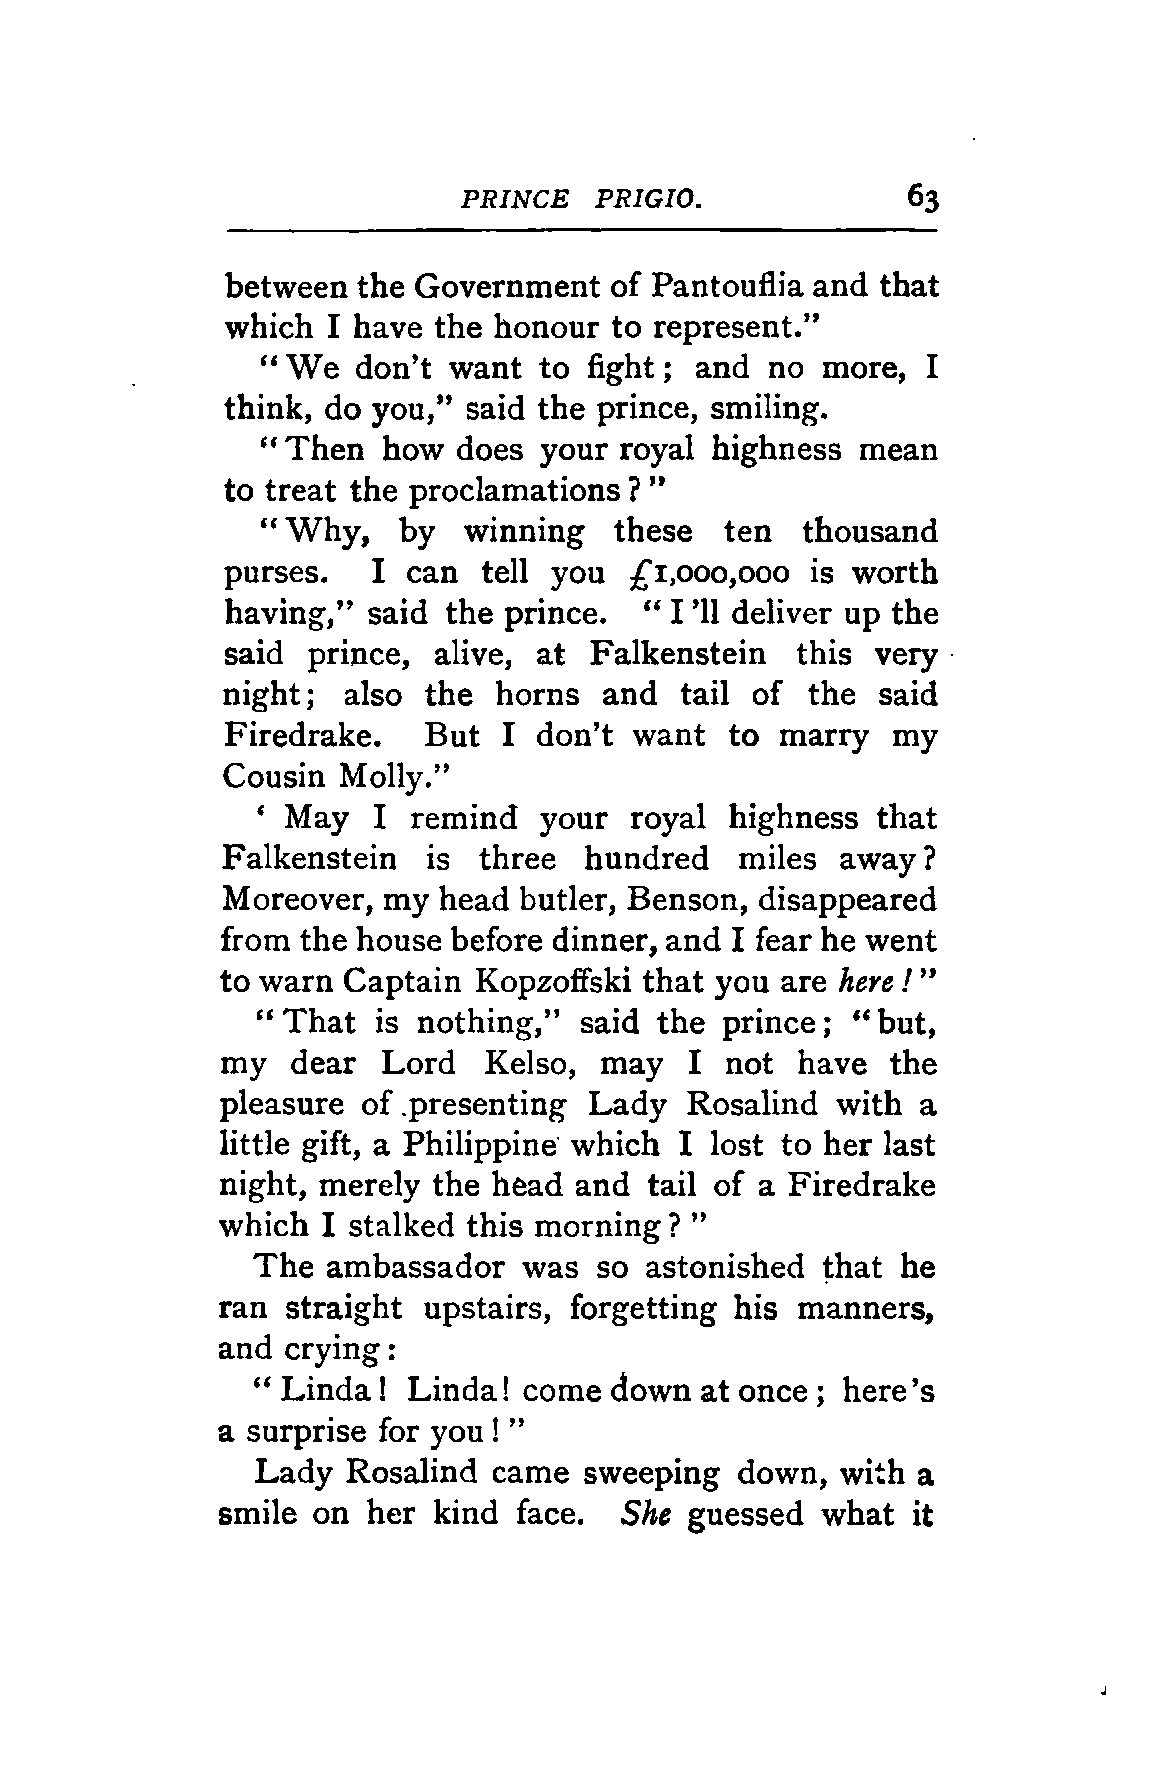 PRINCE PRIGIO. 63
between the Government of Pantouflia and that
which I have the honour to represent."
"We don't want to fight; and no more, I
think, do you," said the prince, smiling.
"Then how does your royal highness mean
to treat the proclamations?"
"Why, by winning these ten thousand
purses. I can tell you £1,000,000 is worth
having," said the prince. "I'll deliver up the
said prince, alive, at Falkenstein this very
night; also the horns and tail of the said
Firedrake. But I don't want to marry my
Cousin Molly."
' May I remind your royal highness that
Falkenstein is three hundred miles away?
Moreover, my head butler, Benson, disappeared
from the house before dinner, and I fear he went
to warn Captain Kopzoffski that you are here!"
"That is nothing," said the prince; "but,
my dear Lord Kelso, may I not have the
pleasure of presenting Lady Rosalind with a
little gift, a Philippine which I lost to her last
night, merely the head and tail of a Firedrake
which I stalked this morning?"
The ambassador was so astonished that he
ran straight upstairs, forgetting his manners,
and crying:
"Linda! Linda! come down at once; here's
a surprise for you!"
Lady Rosalind came sweeping down, with a
smile on her kind face. She guessed what it